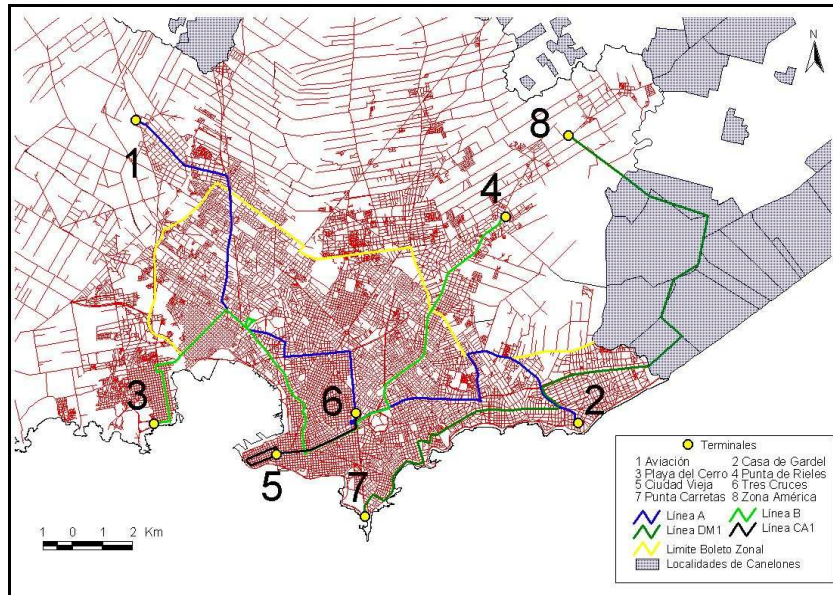 N
1
8
4
3
6
2
5
7
1 0 1 2 Km
Terminales
1 Aviación 2 Casa de Gardel
3 Playa del Cerro 4 Punta de Rieles
5 Ciudad Vieja 6 Tres Cruces
7 Punta Carretas 8 Zona América
Línea A Línea B
Línea DM1 Línea CA1
Limite Boleto Zonal
Localidades de Canelones